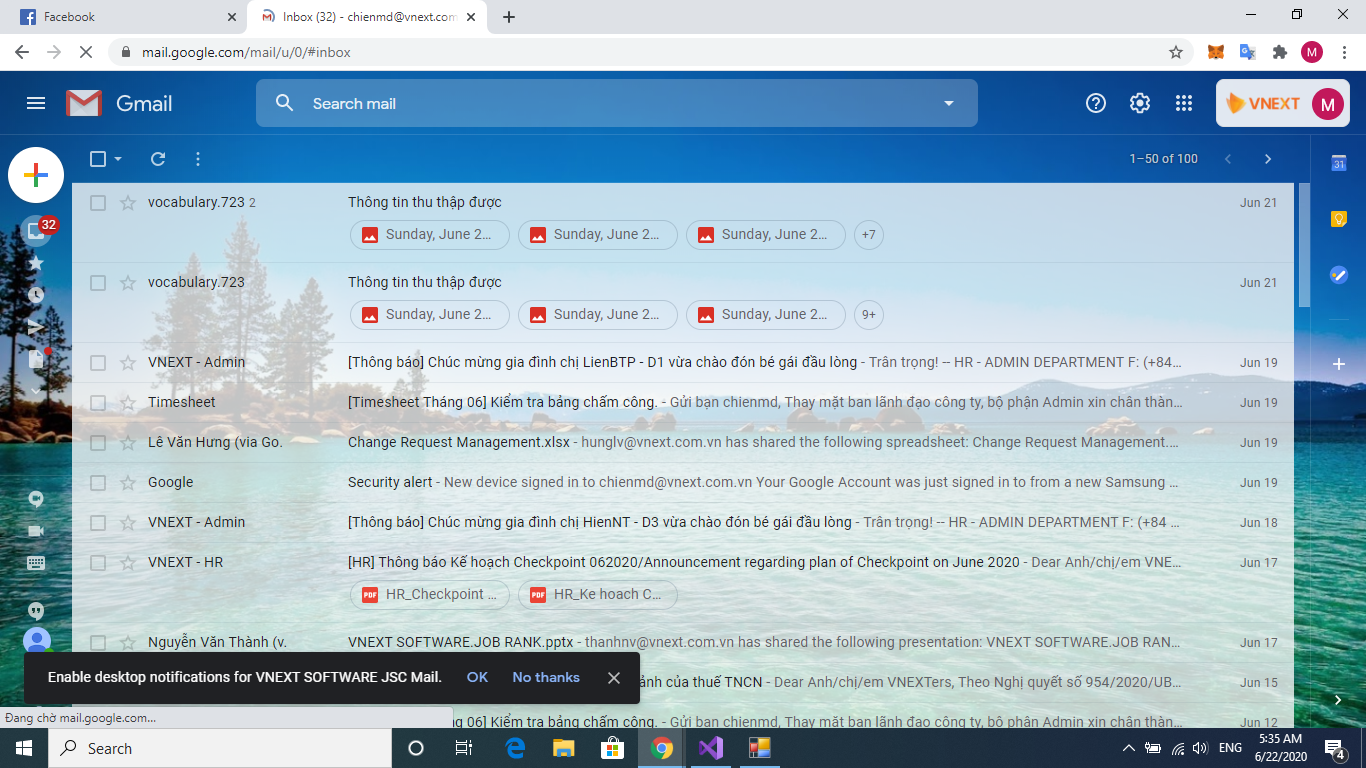 Facebook
Inbox (32) - chienmd@vnext.com
mail.google.com/mail/u/0/#inbox
M
Gmail
Search mail
VNEXT
M
1–50 of 100
31
32
vocabulary.723 2
Thông tin thu thập được
Jun 21
Sunday, June 2...
Sunday, June 2...
Sunday, June 2...
+7
vocabulary.723
Thông tin thu thập được
Jun 21
Sunday, June 2...
Sunday, June 2...
Sunday, June 2...
9+
VNEXT - Admin
[Thông báo] Chúc mừng gia đình chị LienBTP - D1 vừa chào đón bé gái đầu lòng - Trân trọng! -- HR - ADMIN DEPARTMENT F: (+84...
Jun 19
Timesheet
[Timesheet Tháng 06] Kiểm tra bảng chấm công. - Gửi bạn chienmd, Thay mặt ban lãnh đạo công ty, bộ phận Admin xin chân thàn...
Jun 19
Lê Văn Hưng (via Go.
Change Request Management.xlsx - hunglv@vnext.com.vn has shared the following spreadsheet: Change Request Management....
Jun 19
Google
Security alert - New device signed in to chienmd@vnext.com.vn Your Google Account was just signed in to from a new Samsung ...
Jun 19
VNEXT - Admin
[Thông báo] Chúc mừng gia đình chị HienNT - D3 vừa chào đón bé gái đầu lòng - Trân trọng! -- HR - ADMIN DEPARTMENT F: (+84 ...
Jun 18
VNEXT - HR
[HR] Thông báo Kế hoạch Checkpoint 062020/Announcement regarding plan of Checkpoint on June 2020 - Dear Anh/chị/em VNE...
Jun 17
PDF HR_Checkpoint ...
PDF HR_Ke hoach C...
Nguyễn Văn Thành (v.
VNEXT SOFTWARE.JOB RANK.pptx - thanhnv@vnext.com.vn has shared the following presentation: VNEXT SOFTWARE.JOB RAN...
Jun 17
Enable desktop notifications for VNEXT SOFTWARE JSC Mail.
OK
No thanks
ảnh của thuế TNCN - Dear Anh/chị/em VNEXTers, Theo Nghị quyết số 954/2020/UB...
Jun 15
Đang chờ mail.google.com...
g 06] Kiểm tra bảng chấm công. - Gửi bạn chienmd, Thay mặt ban lãnh đạo công ty, bộ phận Admin xin chân thàn...
Jun 12
Search
ENG
5:35 AM
6/22/2020
4